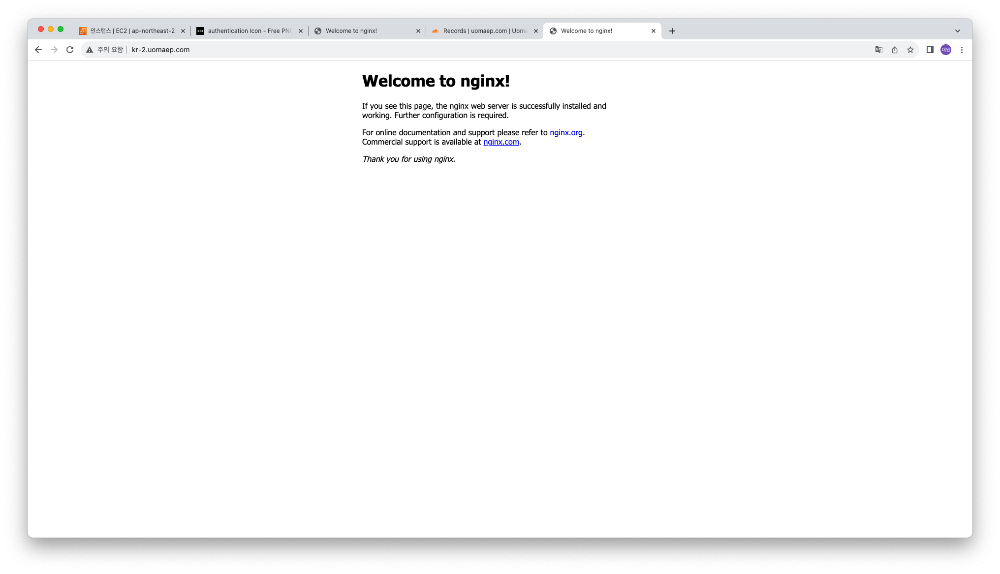 인스턴스 | EC2 | ap-northeast-2
authentication Icon - Free PNG
Welcome to nginx!
Records | uomaep.com | Uoma
Welcome to nginx!
주의 요함 | kr-2.uomaep.com
대원
Welcome to nginx!
If you see this page, the nginx web server is successfully installed and
working. Further configuration is required.
For online documentation and support please refer to nginx.org.
Commercial support is available at nginx.com.
Thank you for using nginx.